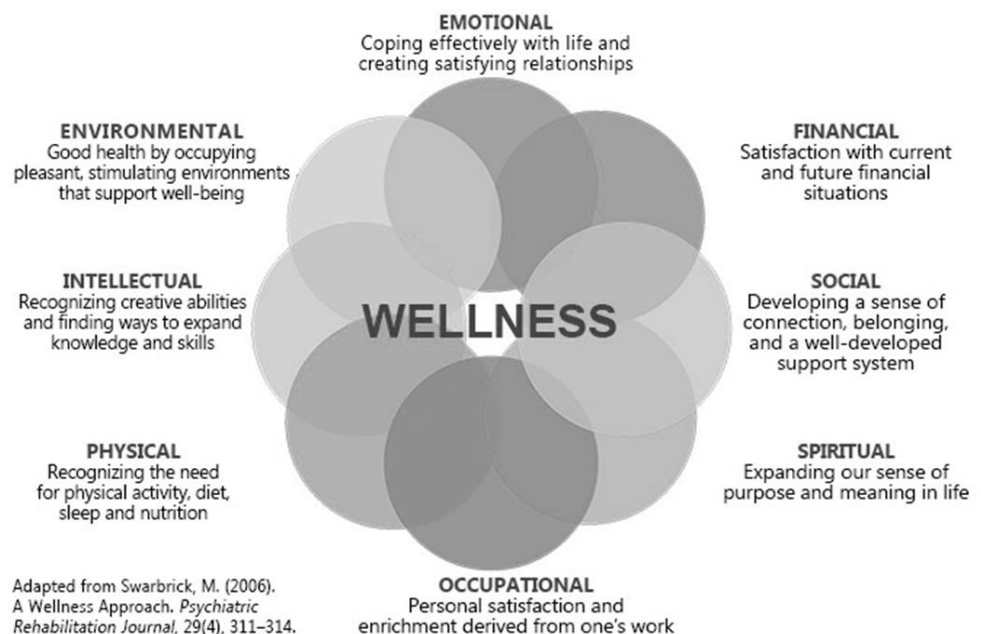 EMOTIONAL
Coping effectively with life and
creating satisfying relationships
ENVIRONMENTAL
Good health by occupying
pleasant, stimulating environments
that support well-being
FINANCIAL
Satisfaction with current
and future financial
situations
INTELLECTUAL
Recognizing creative abilities
and finding ways to expand
knowledge and skills
WELLNESS
SOCIAL
Developing a sense of
connection, belonging,
and a well-developed
support system
PHYSICAL
Recognizing the need
for physical activity, diet,
sleep and nutrition
SPIRITUAL
Expanding our sense of
purpose and meaning in life
OCCUPATIONAL
Personal satisfaction and
enrichment derived from one's work
Adapted from Swarbrick, M. (2006).
A Wellness Approach. Psychiatric
Rehabilitation Journal, 29(4), 311–314.